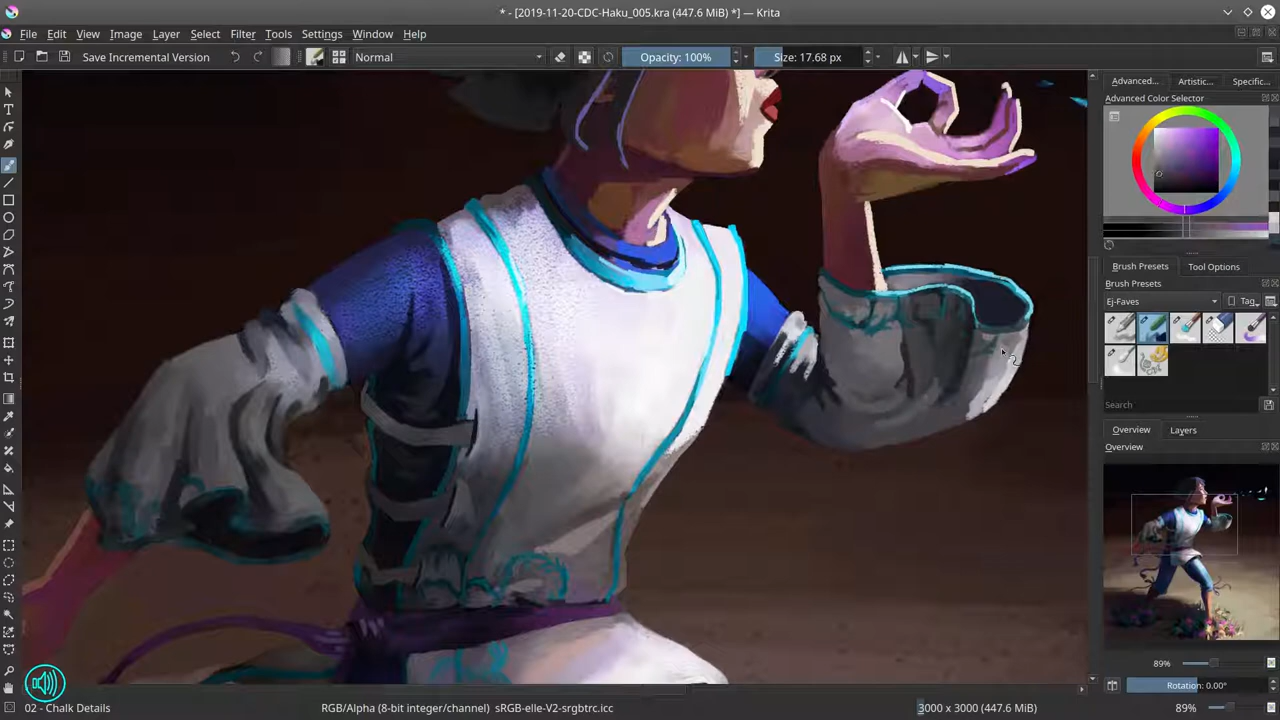 * - [2019-11-20-CDC-Haku_005.kra (447.6 MiB) *] — Krita
File Edit View Image Layer Select Filter Tools Settings Window Help
Save Incremental Version Normal Opacity: 100% Size: 17.68 px
Advanced... Artistic... Specific...
Advanced Color Selector
Brush Presets Tool Options
Brush Presets
Ej-Faves Tag
Search
Overview Layers
Overview
89%
Rotation: 0.00°
02 - Chalk Details RGB/Alpha (8-bit integer/channel) sRGB-elle-V2-srgbtrc.icc 3000 x 3000 (447.6 MiB) 89%